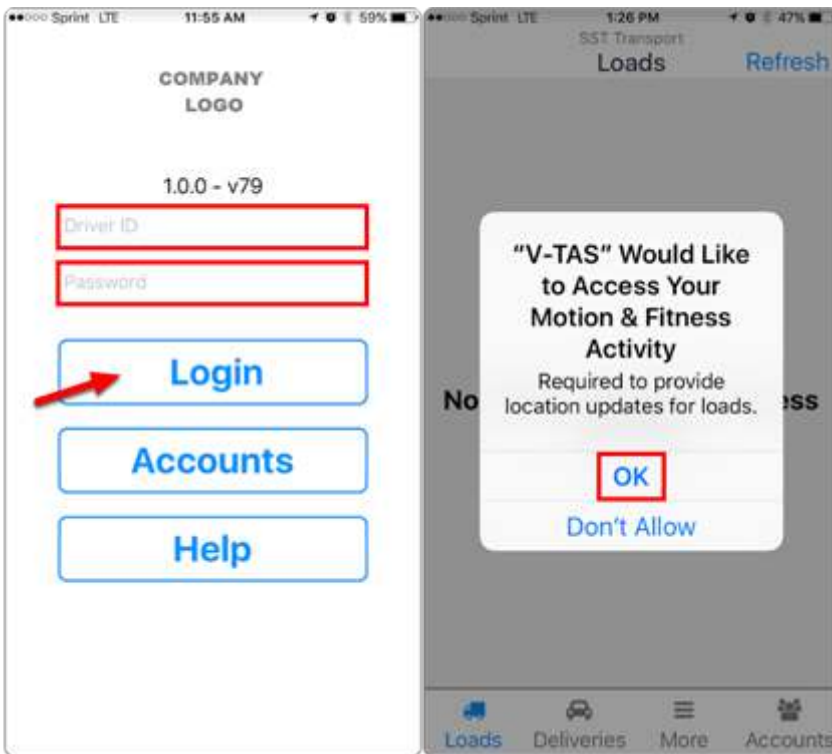 Sprint LTE 11:55 AM 59%
COMPANY
LOGO
1.0.0 - v79
Driver ID
Password
Login
Accounts
Help
Sprint LTE 1:26 PM 47%
SST Transport
Loads Refresh
"V-TAS" Would Like
to Access Your
Motion & Fitness
Activity
Required to provide
location updates for loads.
No ess
OK
Don't Allow
Loads Deliveries More Accounts